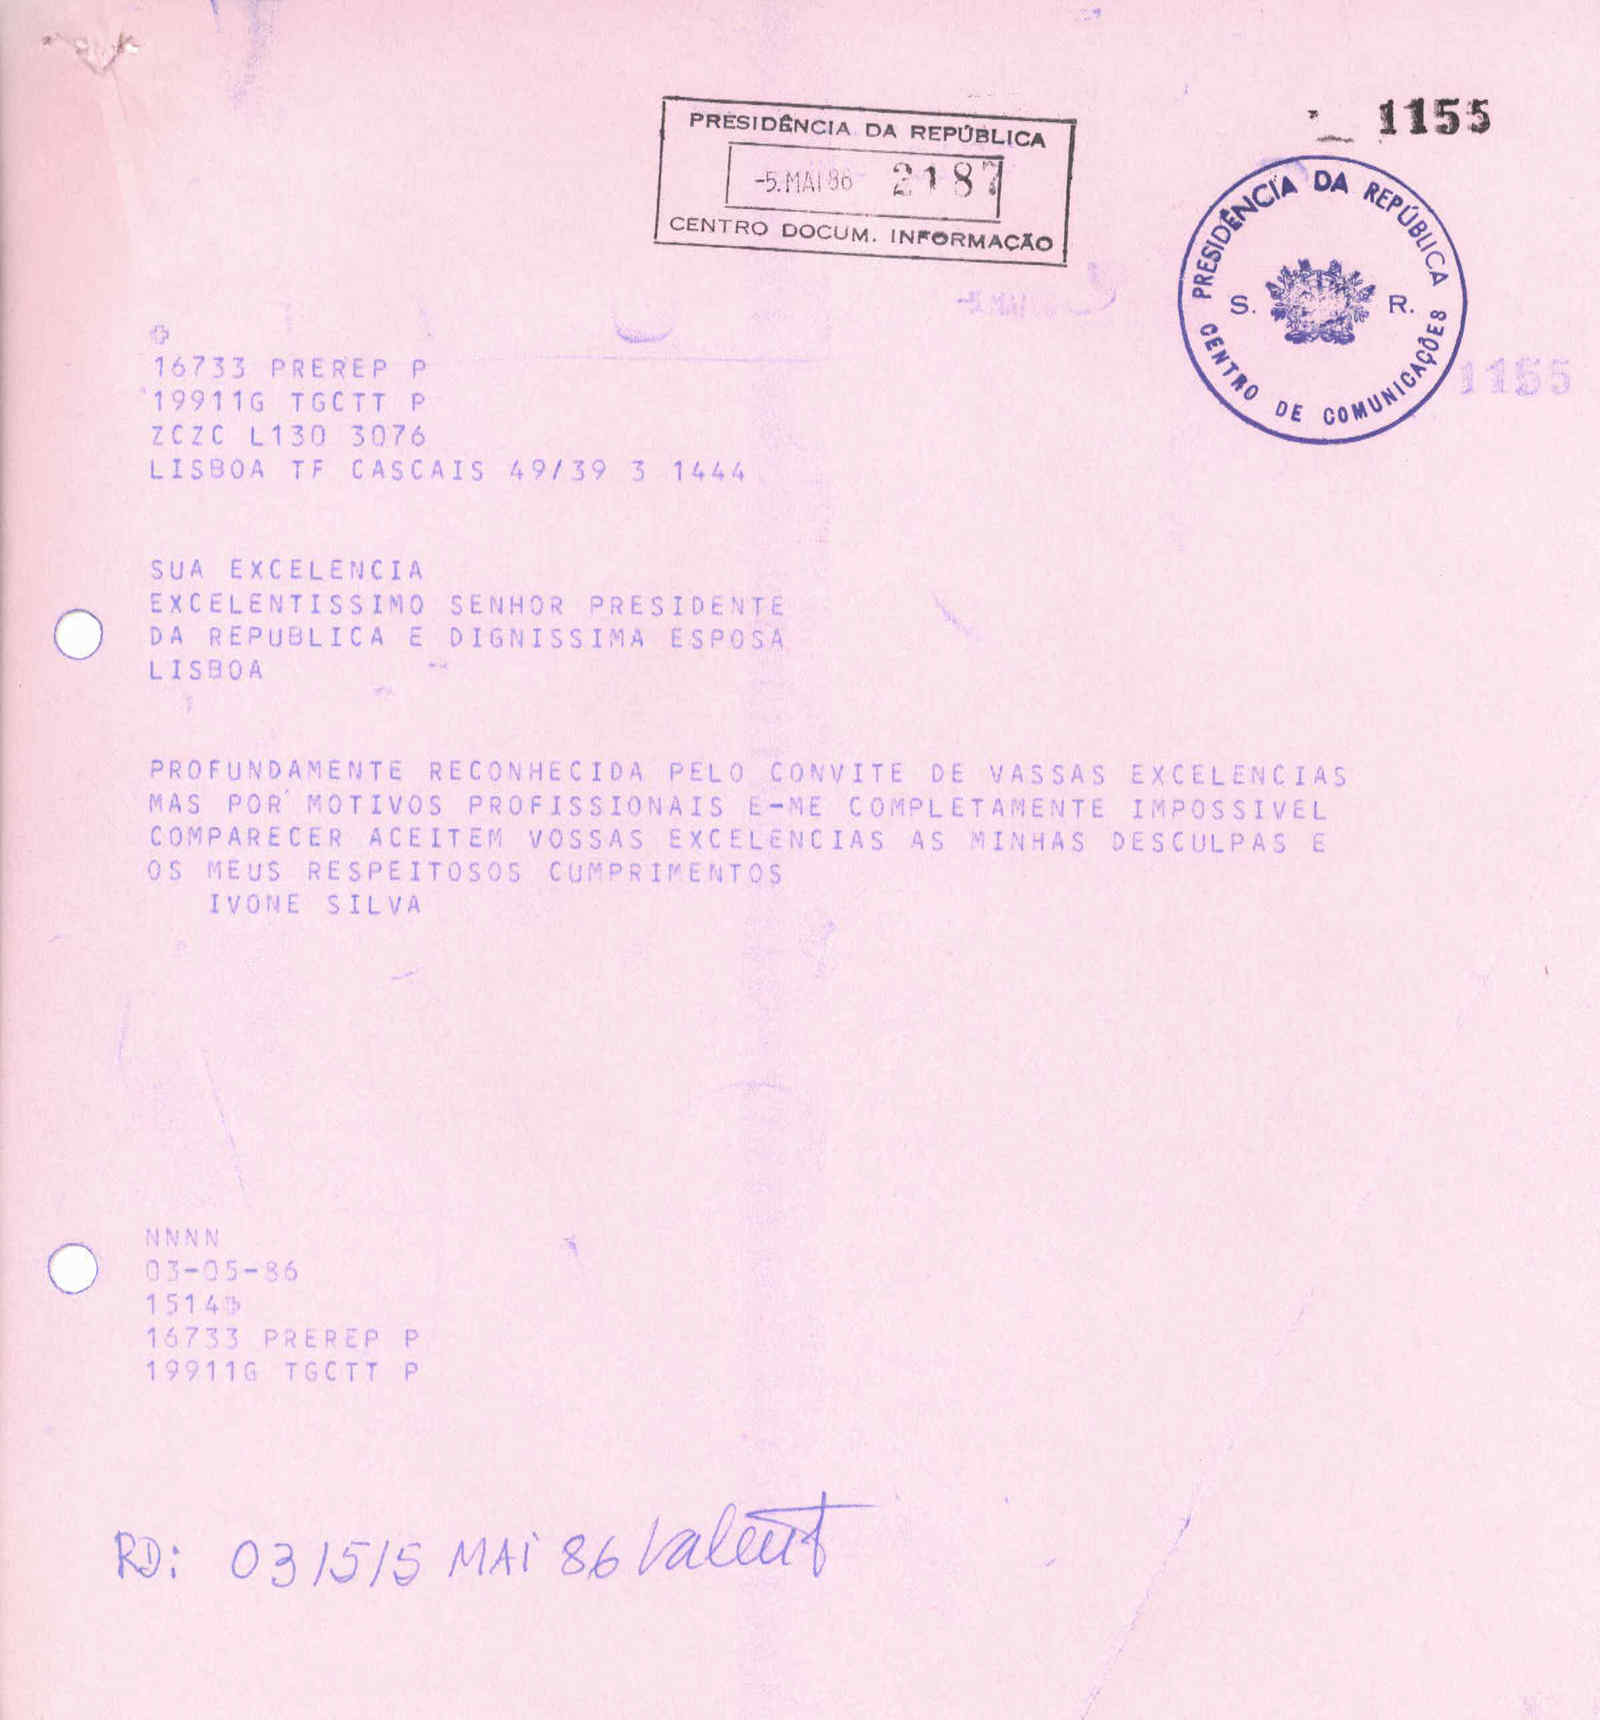 1155
PRESIDÊNCIA DA REPÚBLICA
-5.MAI 86 2187
CENTRO DOCUM. INFORMAÇÃO
PRESIDÊNCIA DA REPÚBLICA
S. R.
CENTRO DE COMUNICAÇÕES
-5.MAI
1155
16733 PREREP P
19911G TGCTT P
ZCZC L130 3076
LISBOA TF CASCAIS 49/39 3 1444
SUA EXCELENCIA
EXCELENTISSIMO SENHOR PRESIDENTE
DA REPUBLICA E DIGNISSIMA ESPOSA
LISBOA
PROFUNDAMENTE RECONHECIDA PELO CONVITE DE VASSAS EXCELENCIAS
MAS POR MOTIVOS PROFISSIONAIS E-ME COMPLETAMENTE IMPOSSIVEL
COMPARECER ACEITEM VOSSAS EXCELENCIAS AS MINHAS DESCULPAS E
OS MEUS RESPEITOSOS CUMPRIMENTOS
IVONE SILVA
NNNN
03-05-86
16733 PREREP P
19911G TGCTT P
RD: 031515 MAI 86